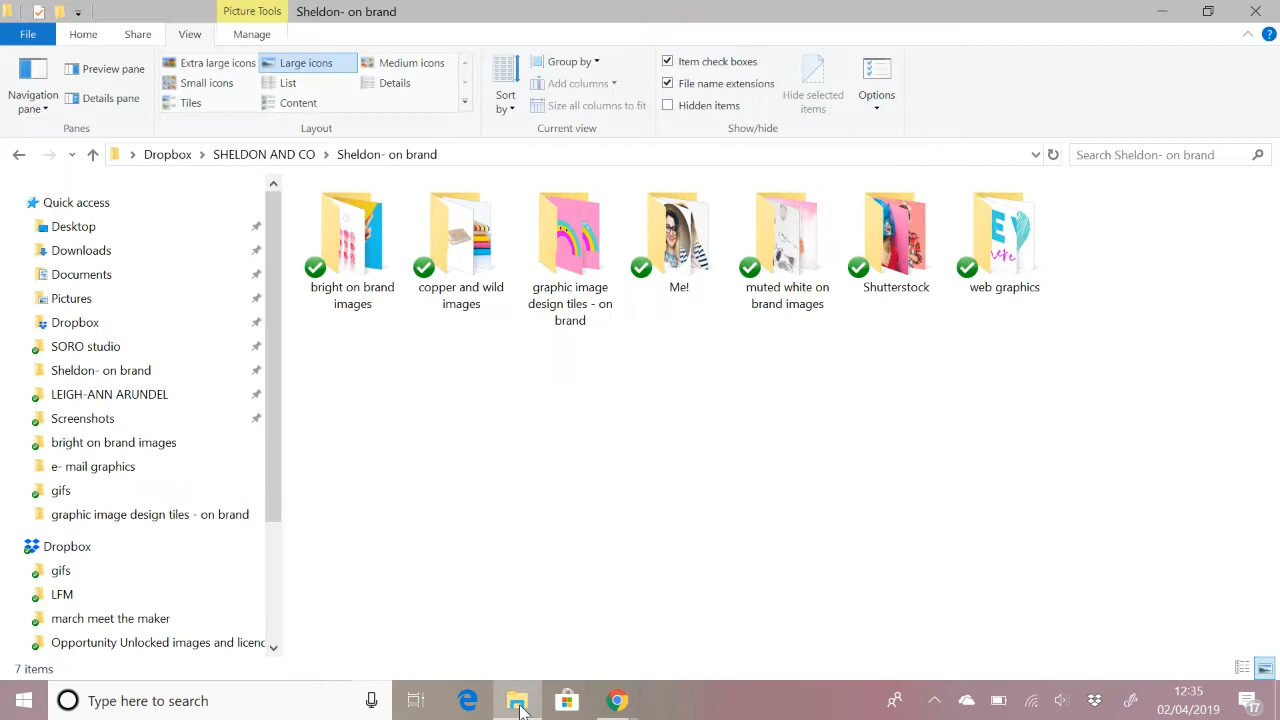 Picture Tools
Sheldon- on brand
File
Home
Share
View
Manage
Navigation
pane
Preview pane
Details pane
Panes
Extra large icons
Large icons
Medium icons
Small icons
List
Details
Tiles
Content
Layout
Sort
by
Group by
Add columns
Size all columns to fit
Current view
Item check boxes
File name extensions
Hidden items
Hide selected
items
Options
Show/hide
Dropbox > SHELDON AND CO > Sheldon- on brand
Search Sheldon- on brand
Quick access
Desktop
Downloads
Documents
Pictures
Dropbox
SORO studio
Sheldon- on brand
LEIGH-ANN ARUNDEL
Screenshots
bright on brand images
e- mail graphics
gifs
graphic image design tiles - on brand
Dropbox
gifs
LFM
march meet the maker
Opportunity Unlocked images and licenc
bright on brand
images
copper and wild
images
graphic image
design tiles - on
brand
Me!
muted white on
brand images
Shutterstock
web graphics
7 items
Type here to search
12:35
02/04/2019
17